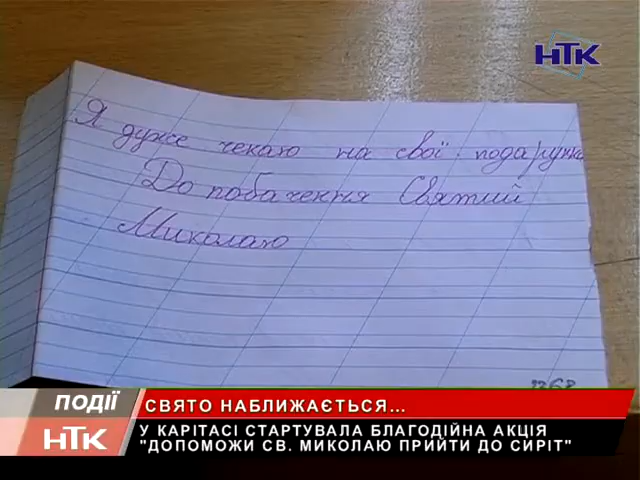 НТК
Я дуже чекаю на свої подарунки
До побачення Святий
Миколаю
1368
ПОДІЇ
СВЯТО НАБЛИЖАЄТЬСЯ...
НТК
У КАРІТАСІ СТАРТУВАЛА БЛАГОДІЙНА АКЦІЯ
"ДОПОМОЖИ СВ. МИКОЛАЮ ПРИЙТИ ДО СИРІТ"